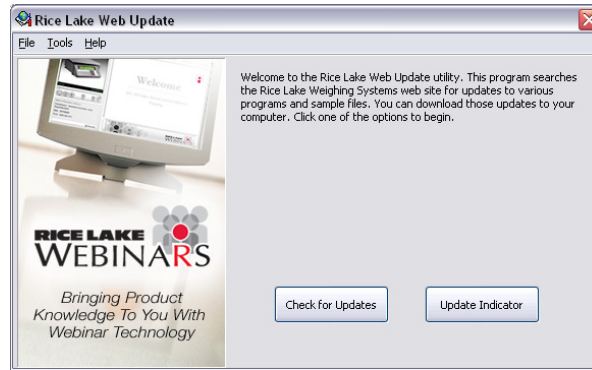 Rice Lake Web Update
File Tools Help
Welcome
Welcome to the Rice Lake Web Update utility. This program searches
the Rice Lake Weighing Systems web site for updates to various
programs and sample files. You can download those updates to your
computer. Click one of the options to begin.
RICE LAKE
WEBINARS
Bringing Product
Knowledge To You With
Webinar Technology
Check for Updates
Update Indicator